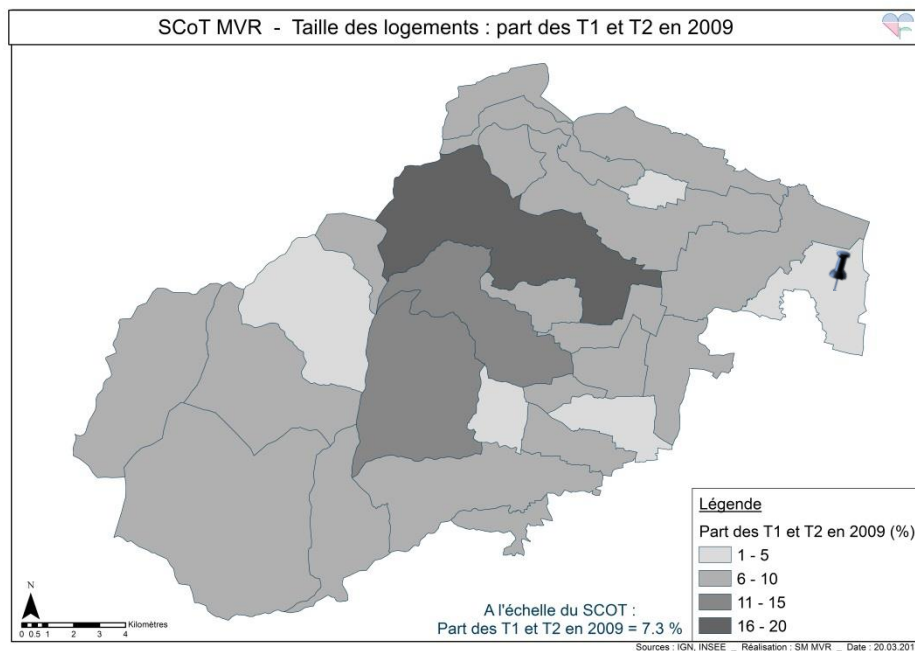 SCoT MVR - Taille des logements : part des T1 et T2 en 2009
Légende
Part des T1 et T2 en 2009 (%)
1 - 5
6 - 10
11 - 15
16 - 20
N
0 0.5 1 2 3 4 Kilomètres
A l'échelle du SCOT :
Part des T1 et T2 en 2009 = 7.3 %
Sources : IGN, INSEE _ Réalisation : SM MVR _ Date : 20.03.201